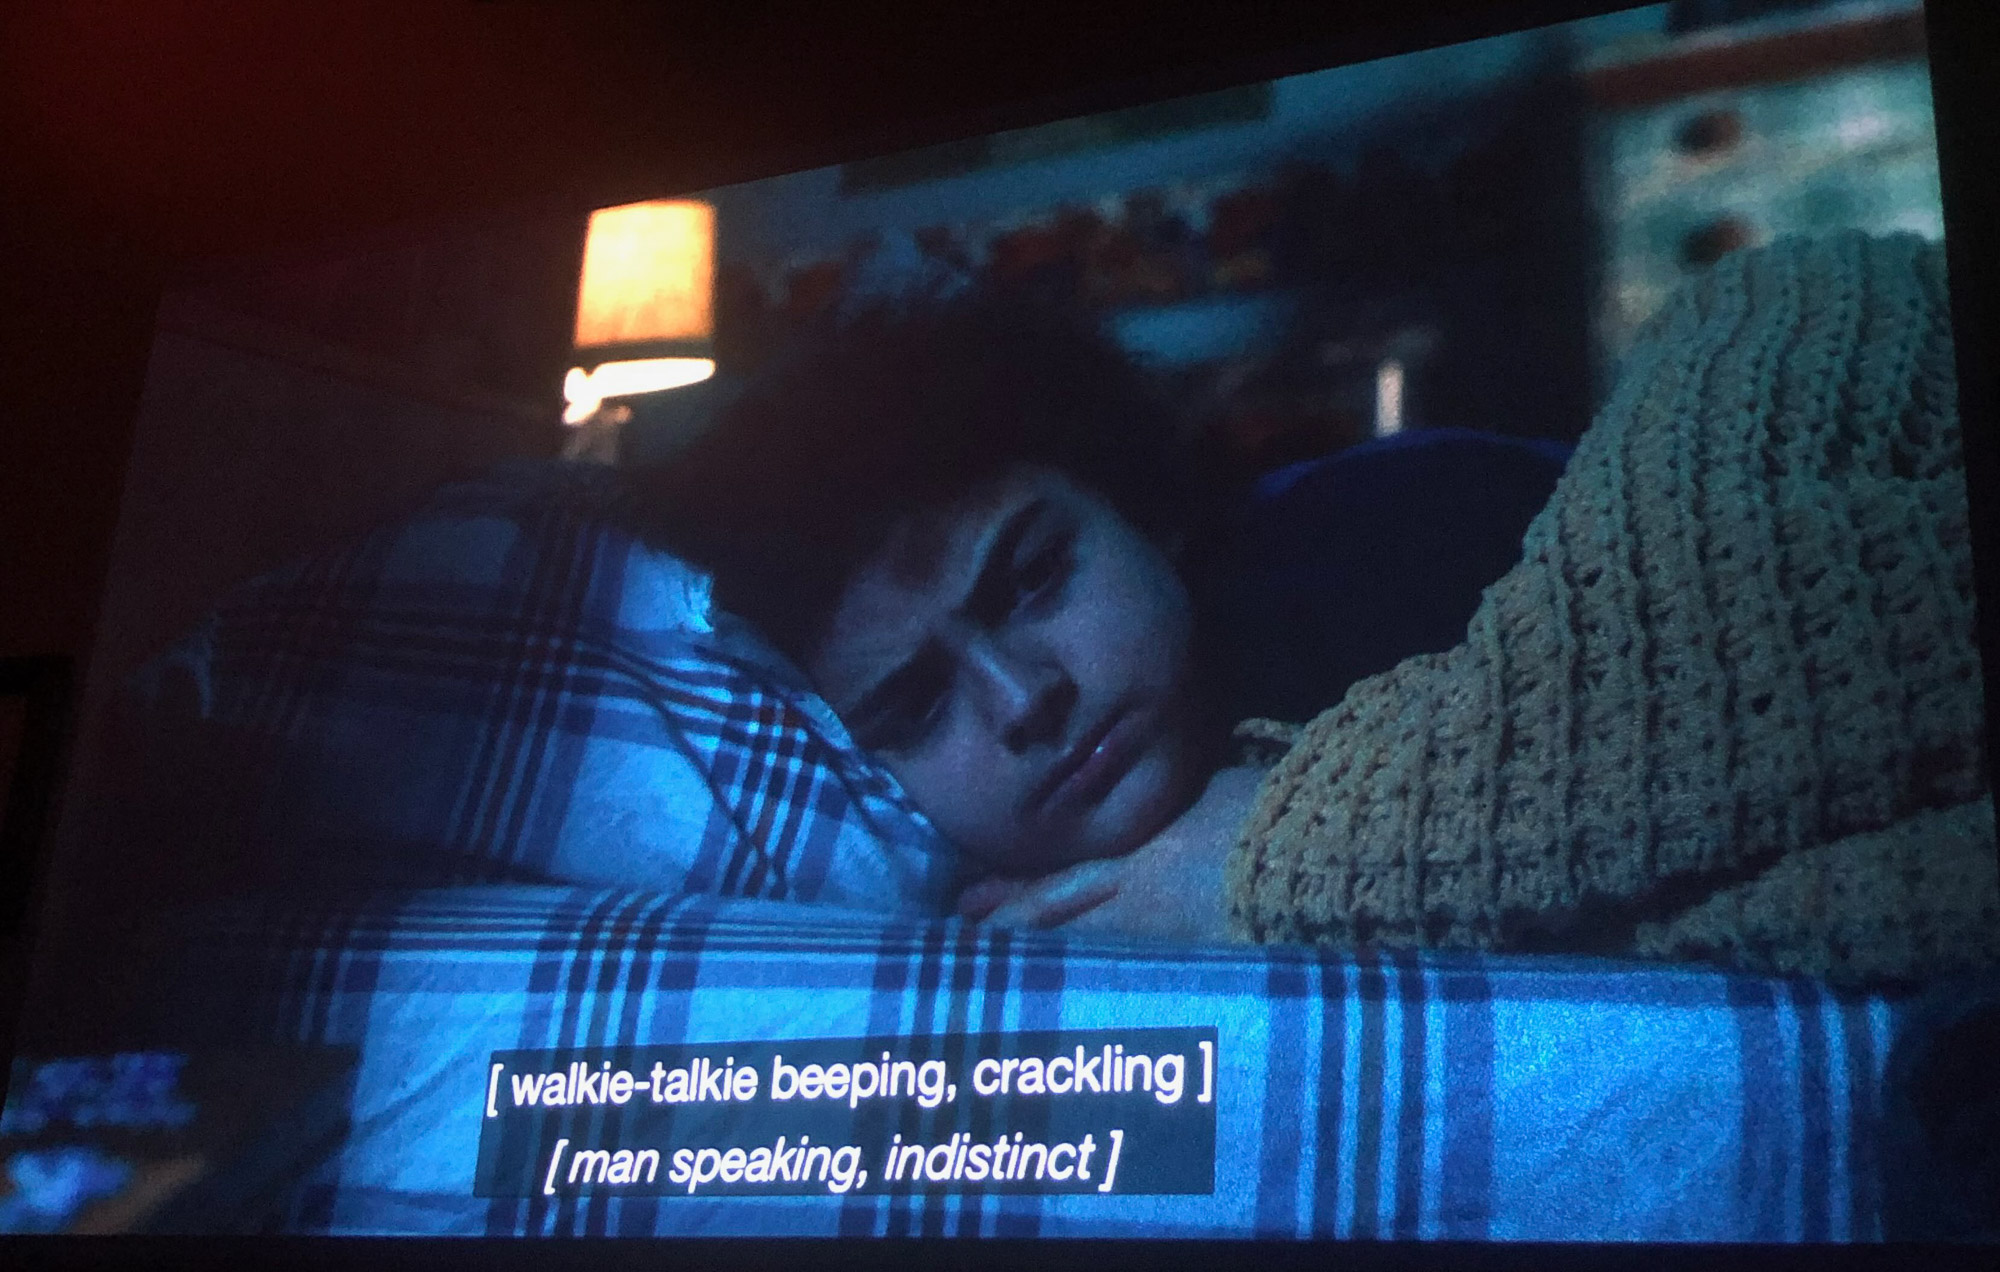 [ walkie-talkie beeping, crackling ]
[ man speaking, indistinct ]